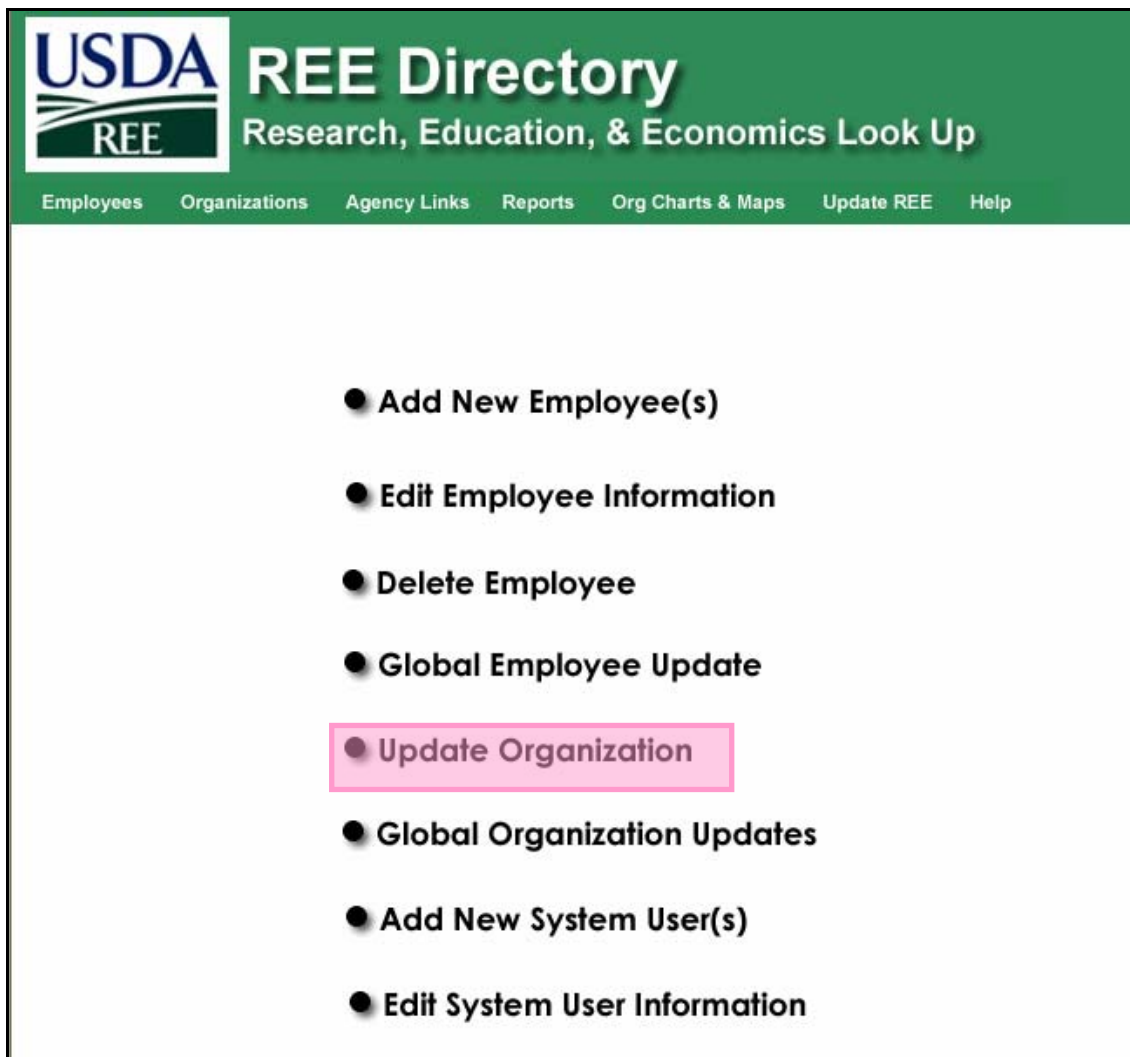 USDA
REE
REE Directory
Research, Education, & Economics Look Up
Employees Organizations Agency Links Reports Org Charts & Maps Update REE Help
Add New Employee(s)
Edit Employee Information
Delete Employee
Global Employee Update
Update Organization
Global Organization Updates
Add New System User(s)
Edit System User Information